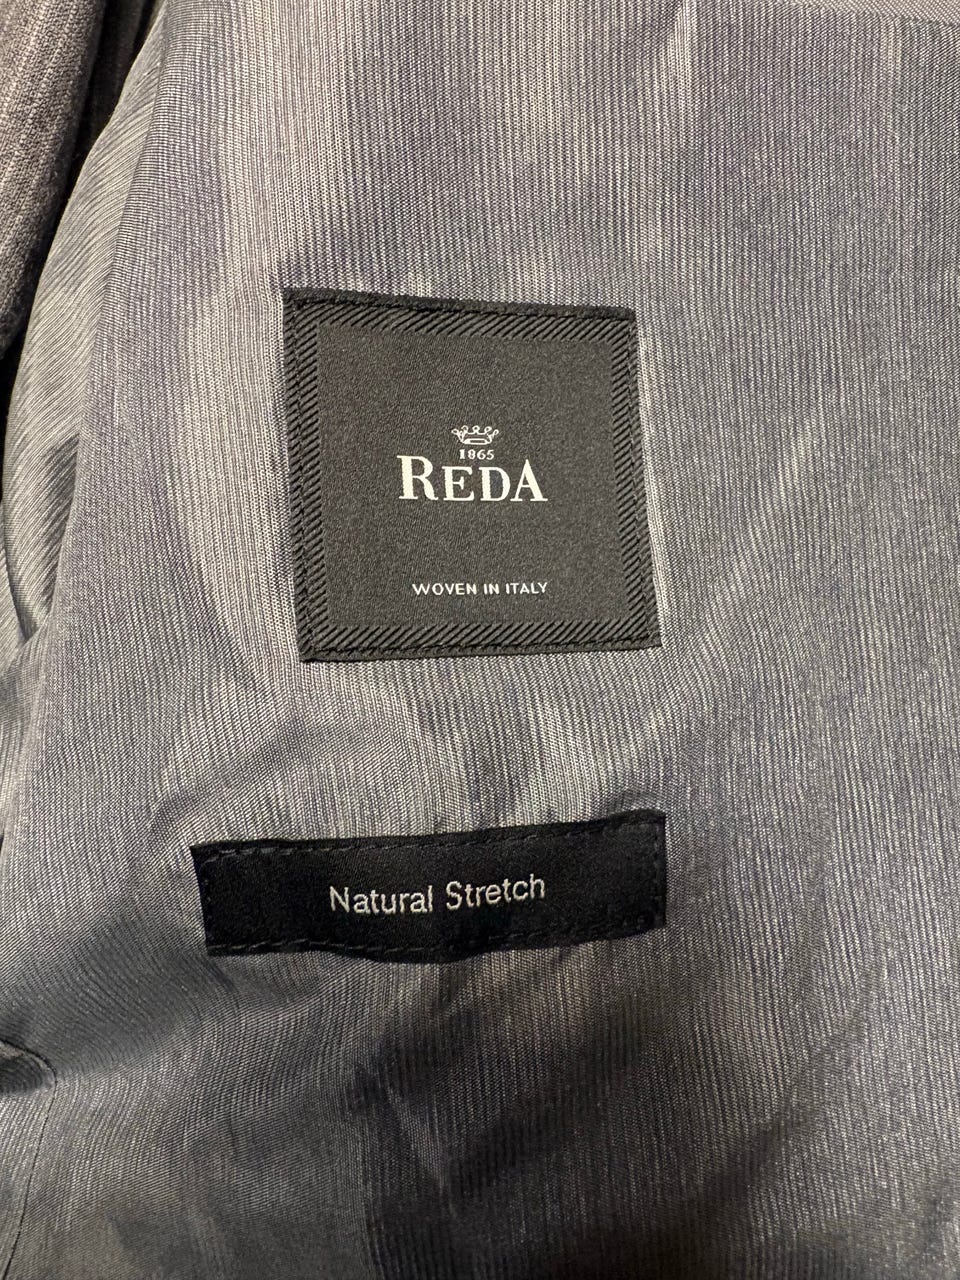 1865
REDA
WOVEN IN ITALY
Natural Stretch